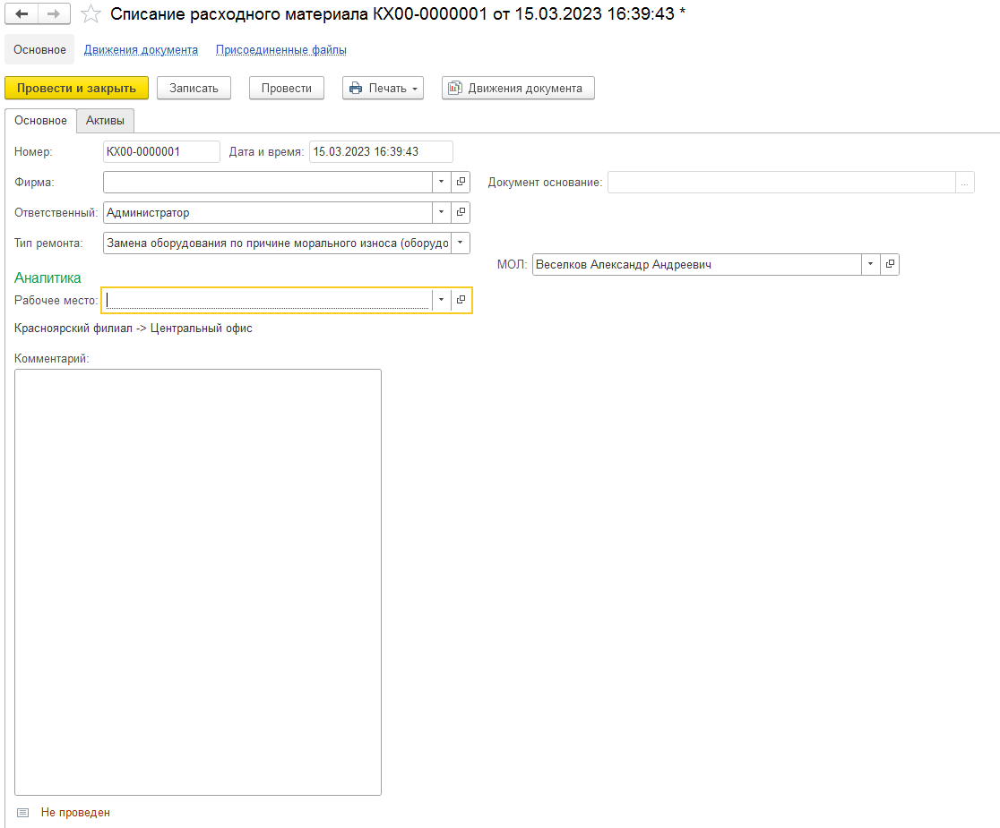 Списание расходного материала КХ00-0000001 от 15.03.2023 16:39:43 *
Основное Движения документа Присоединенные файлы
Провести и закрыть Записать Провести Печать Движения документа
Основное Активы
Номер: КХ00-0000001 Дата и время: 15.03.2023 16:39:43
Фирма: Документ основание: ...
Ответственный: Администратор
Тип ремонта: Замена оборудования по причине морального износа (оборудо
МОЛ: Веселков Александр Андреевич
Аналитика
Рабочее место:
Красноярский филиал -> Центральный офис
Комментарий:
Не проведен